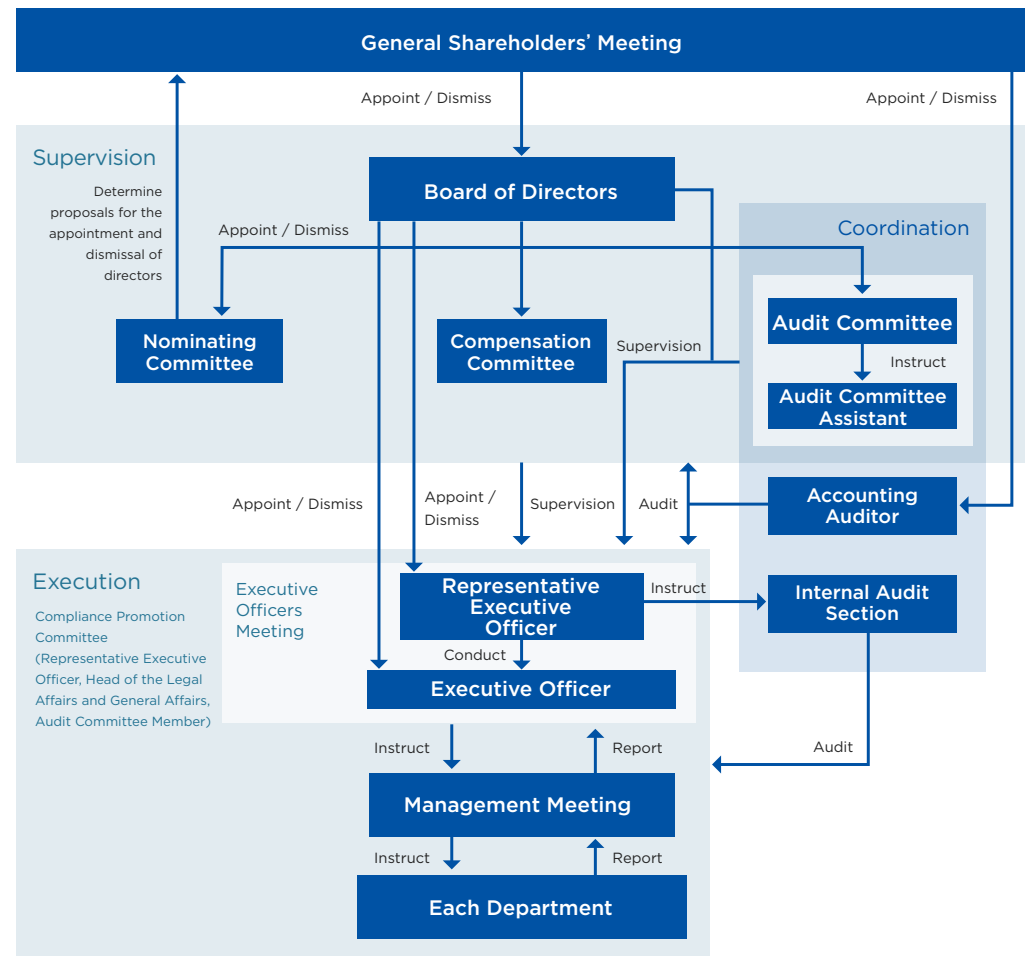 General Shareholders’ Meeting
Appoint / Dismiss
Appoint / Dismiss
Supervision
Determine
proposals for the
appointment and
dismissal of
directors
Board of Directors
Appoint / Dismiss
Coordination
Nominating
Committee
Compensation
Committee
Supervision
Audit Committee
Instruct
Audit Committee
Assistant
Appoint / Dismiss
Appoint /
Dismiss
Supervision
Audit
Accounting
Auditor
Execution
Compliance Promotion
Committee
(Representative Executive
Officer, Head of the Legal
Affairs and General Affairs,
Audit Committee Member)
Executive
Officers
Meeting
Representative
Executive
Officer
Instruct
Internal Audit
Section
Conduct
Executive Officer
Instruct
Report
Audit
Management Meeting
Instruct
Report
Each Department